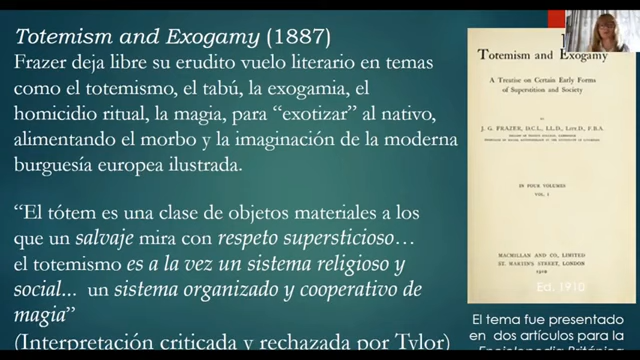 Totemism and Exogamy (1887)
Frazer deja libre su erudito vuelo literario en temas
como el totemismo, el tabú, la exogamia, el
homicidio ritual, la magia, para “exotizar” al nativo,
alimentando el morbo y la imaginación de la moderna
burguesía europea ilustrada.
“El tótem es una clase de objetos materiales a los
que un salvaje mira con respeto supersticioso…
el totemismo es a la vez un sistema religioso y
social... un sistema organizado y cooperativo de
magia”
(Interpretación criticada y rechazada por Tylor)
Totemism and Exogamy
A Treatise on Certain Early Forms
of Superstition and Society
BY
J. G. FRAZER, D.C.L., LL.D., LITT.D., F.B.A.
IN FOUR VOLUMES
VOL. I
MACMILLAN AND CO., LIMITED
ST. MARTIN'S STREET, LONDON
1910
Ed. 1910
El tema fue presentado
en dos artículos para la
Enciclopedia Británica